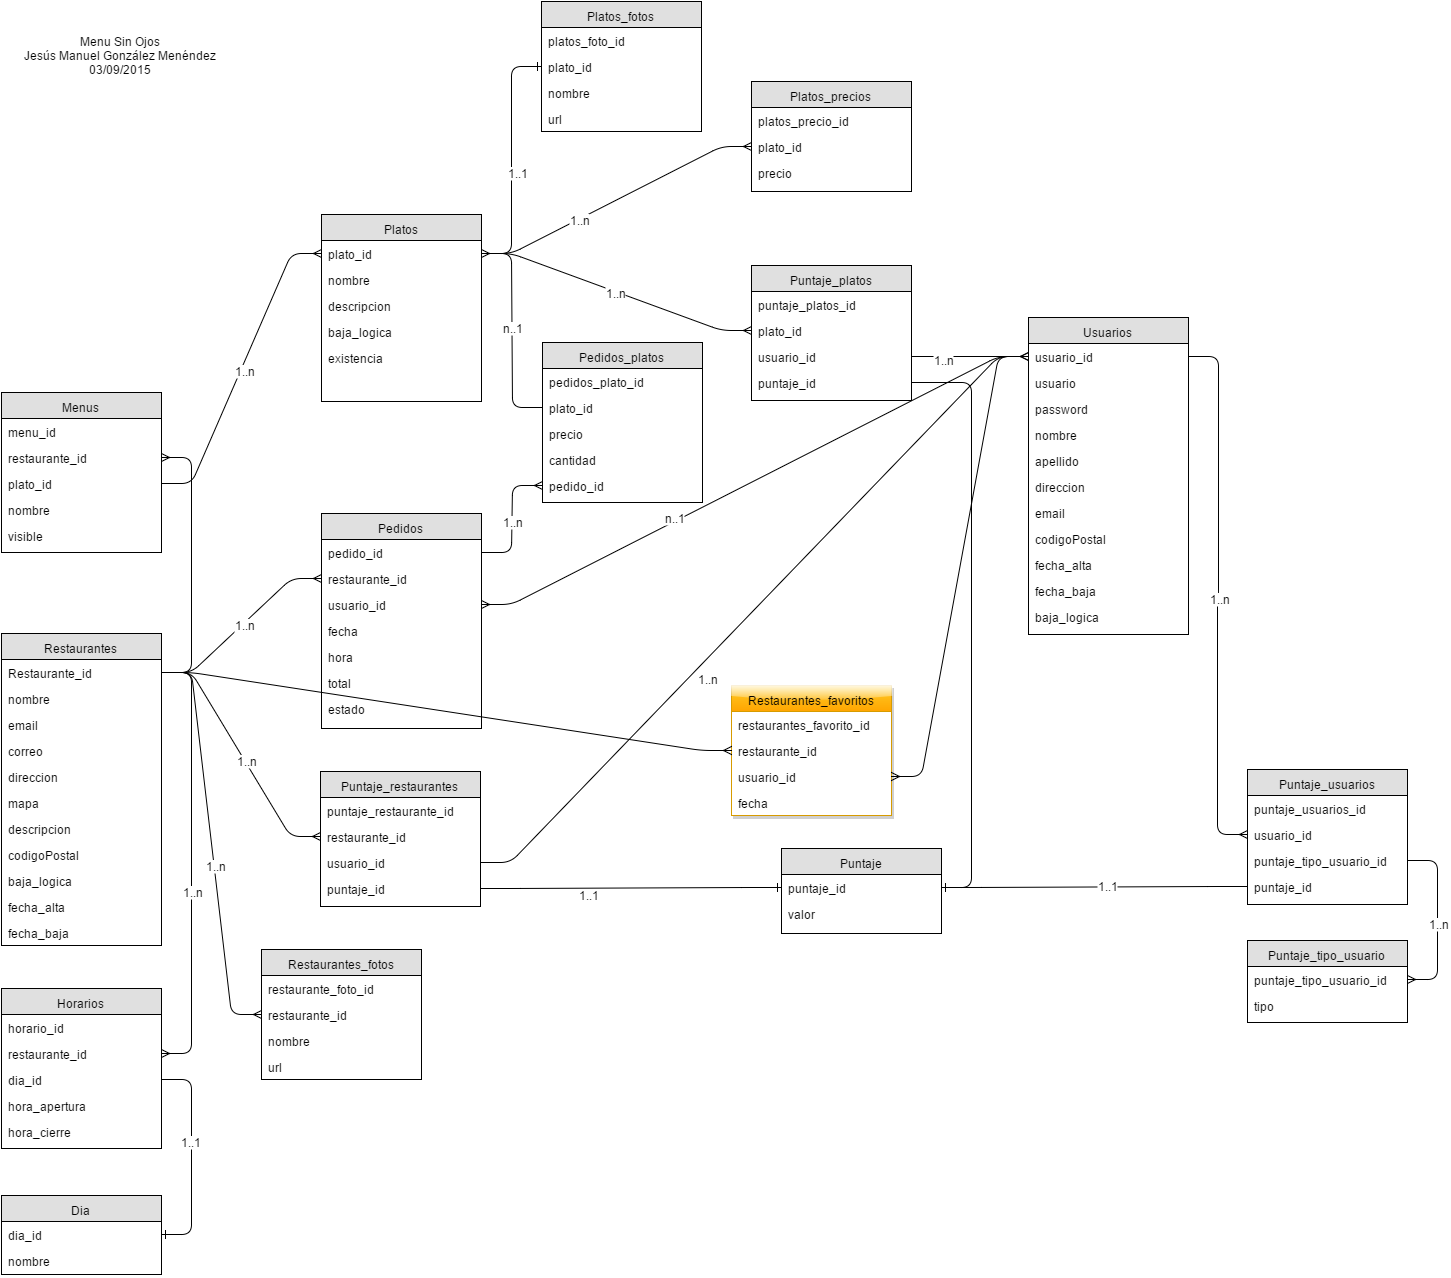 Menu Sin Ojos
Jesús Manuel González Menéndez
03/09/2015
Platos_fotos
platos_foto_id
plato_id
nombre
url
Platos_precios
platos_precio_id
plato_id
precio
1..1
1..n
Platos
plato_id
nombre
descripcion
baja_logica
existencia
1..n
n..1
1..n
Puntaje_platos
puntaje_platos_id
plato_id
usuario_id
puntaje_id
1..n
Pedidos_platos
pedidos_plato_id
plato_id
precio
cantidad
pedido_id
1..n
n..1
Usuarios
usuario_id
usuario
password
nombre
apellido
direccion
email
codigoPostal
fecha_alta
fecha_baja
baja_logica
1..n
Menus
menu_id
restaurante_id
plato_id
nombre
visible
Pedidos
pedido_id
restaurante_id
usuario_id
fecha
hora
total
estado
1..n
Restaurantes
Restaurante_id
nombre
email
correo
direccion
mapa
descripcion
codigoPostal
baja_logica
fecha_alta
fecha_baja
1..n
1..n
1..n
1..n
Restaurantes_favoritos
restaurantes_favorito_id
restaurante_id
usuario_id
fecha
Puntaje_restaurantes
puntaje_restaurante_id
restaurante_id
usuario_id
puntaje_id
1..1
Puntaje
puntaje_id
valor
1..1
Puntaje_usuarios
puntaje_usuarios_id
usuario_id
puntaje_tipo_usuario_id
puntaje_id
1..n
Puntaje_tipo_usuario
puntaje_tipo_usuario_id
tipo
Restaurantes_fotos
restaurante_foto_id
restaurante_id
nombre
url
Horarios
horario_id
restaurante_id
dia_id
hora_apertura
hora_cierre
1..1
Dia
dia_id
nombre